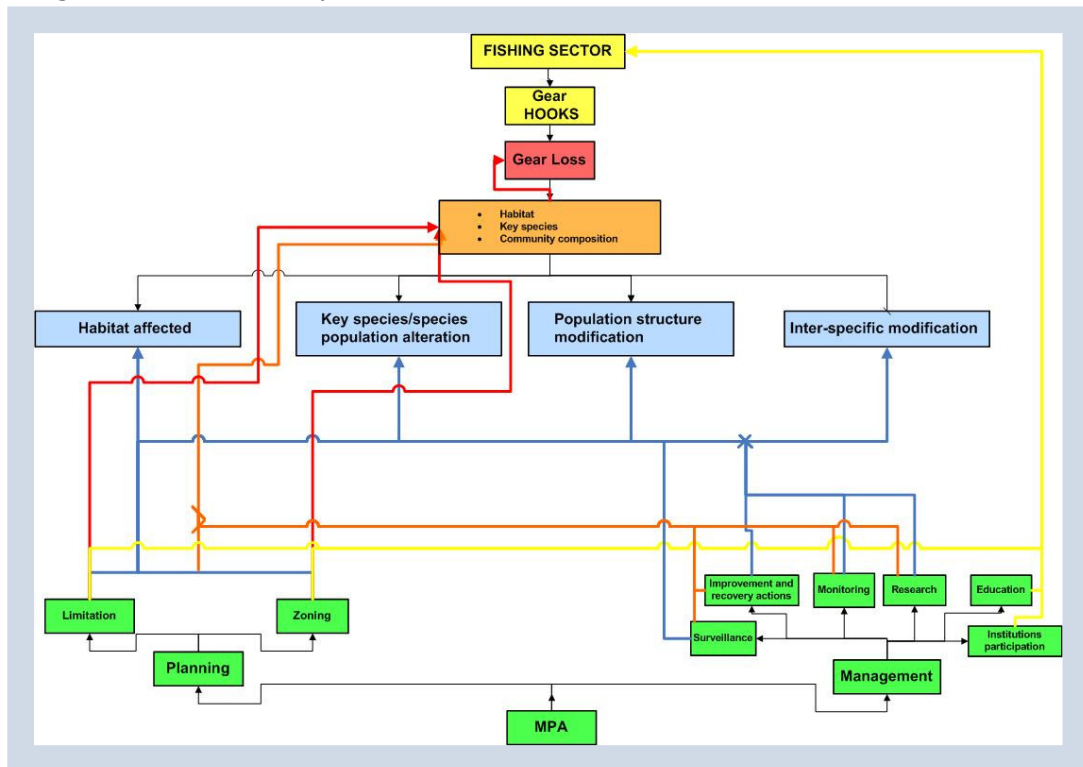 FISHING SECTOR
Gear
HOOKS
Gear Loss
• Habitat
• Key species
• Community composition
Habitat affected
Key species/species
population alteration
Population structure
modification
Inter-specific modification
Improvement and
recovery actions
Monitoring
Research
Education
Limitation
Zoning
Surveillance
Institutions
participation
Planning
Management
MPA